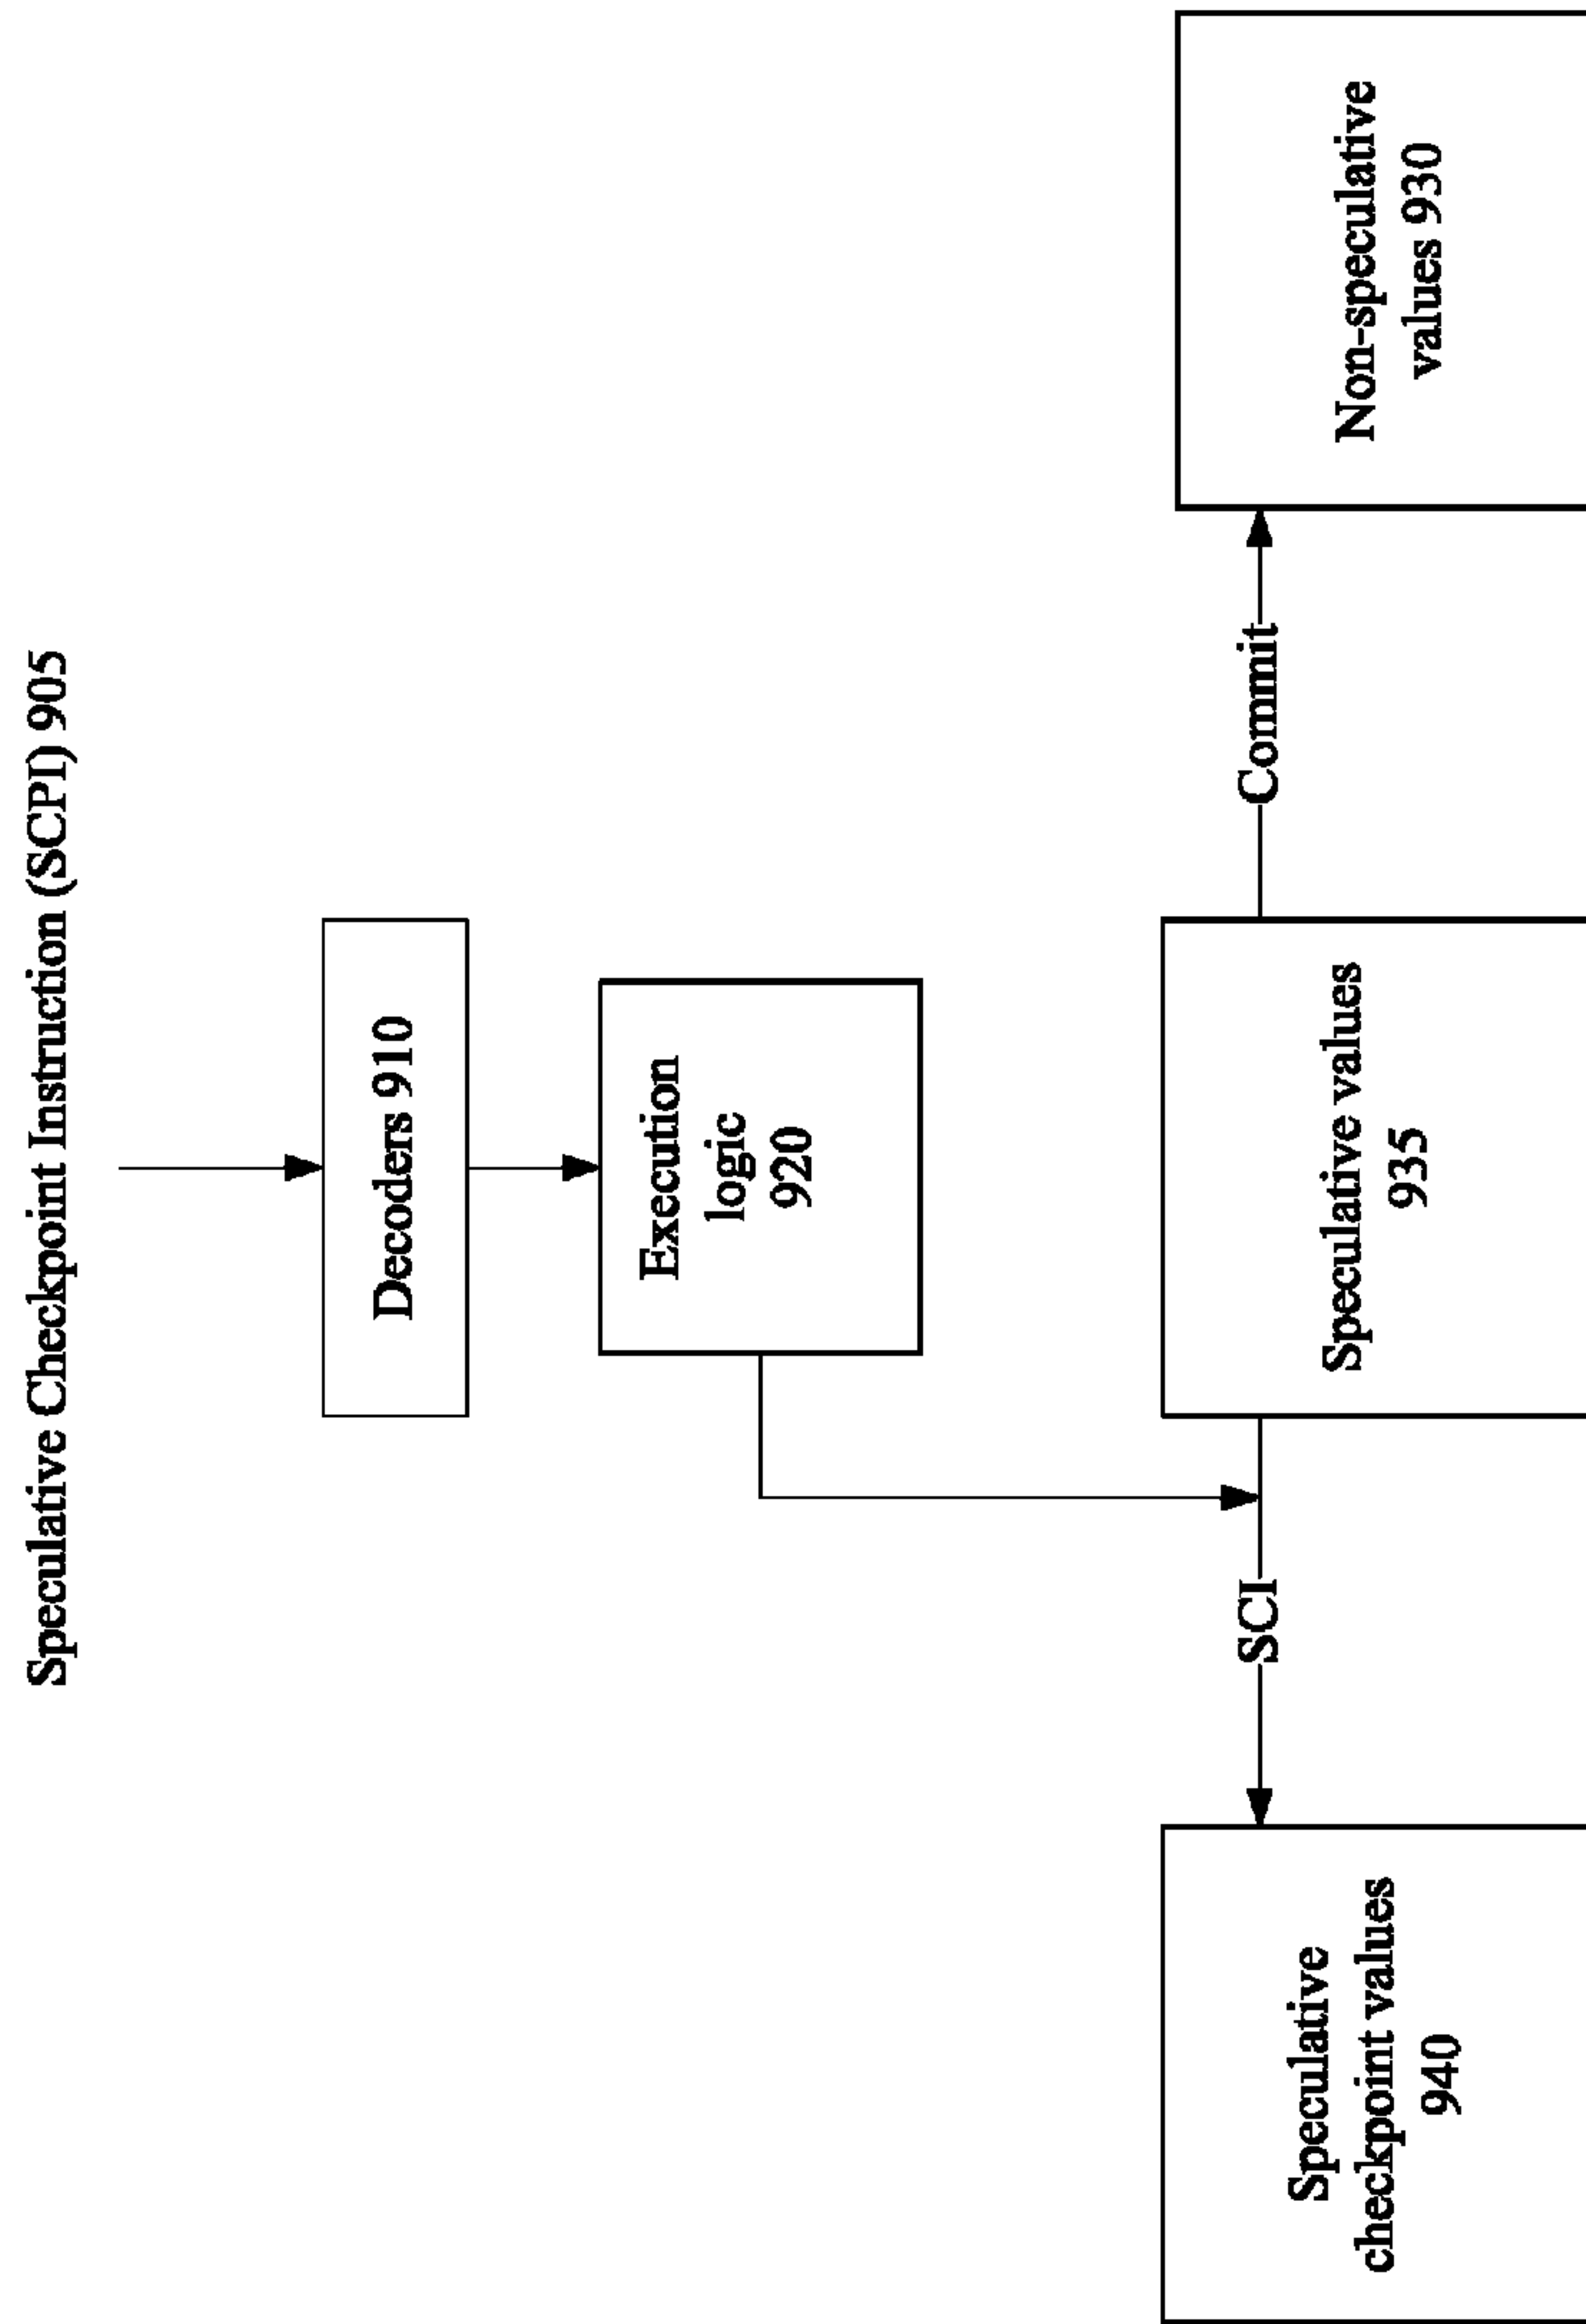 Speculative Checkpoint Instruction (SCPI) 905
Decoders 910
Execution
logic
920
SCI
Commit
Speculative
checkpoint values
940
Speculative values
935
Non-speculative
values 930